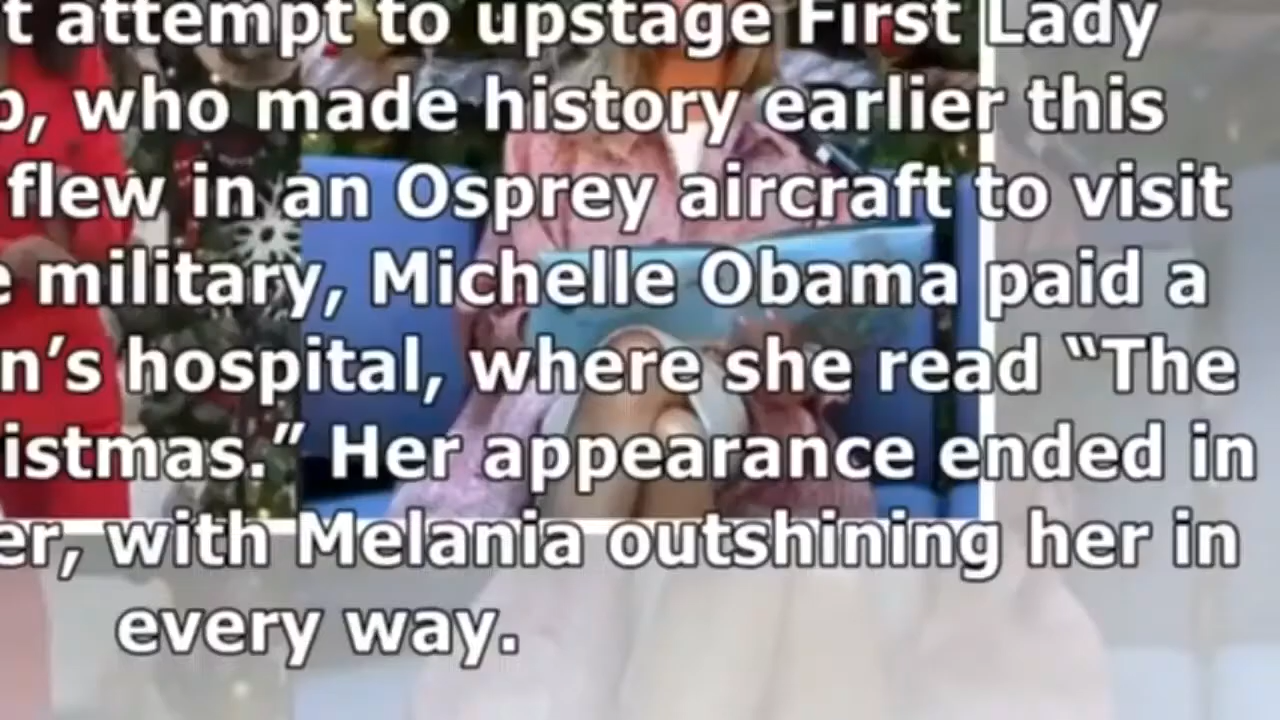 t attempt to upstage First Lady
p, who made history earlier this
flew in an Osprey aircraft to visit
e military, Michelle Obama paid a
n’s hospital, where she read “The
istmas.” Her appearance ended in
er, with Melania outshining her in
every way.